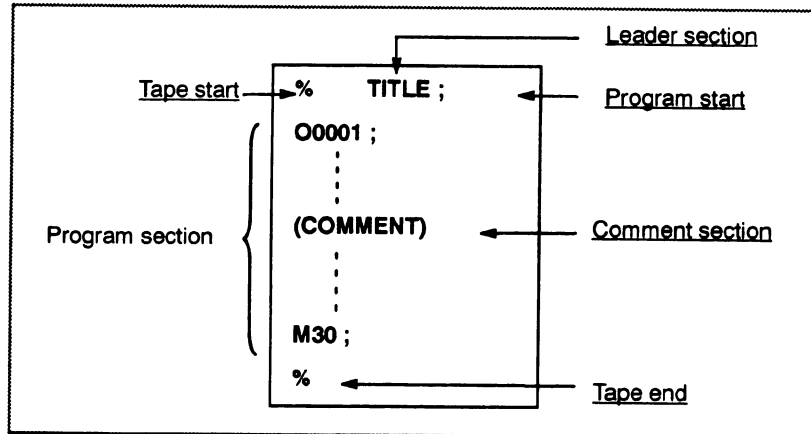 Leader section
Tape start % TITLE ; Program start
O0001 ;
Program section (COMMENT) Comment section
M30 ;
% Tape end